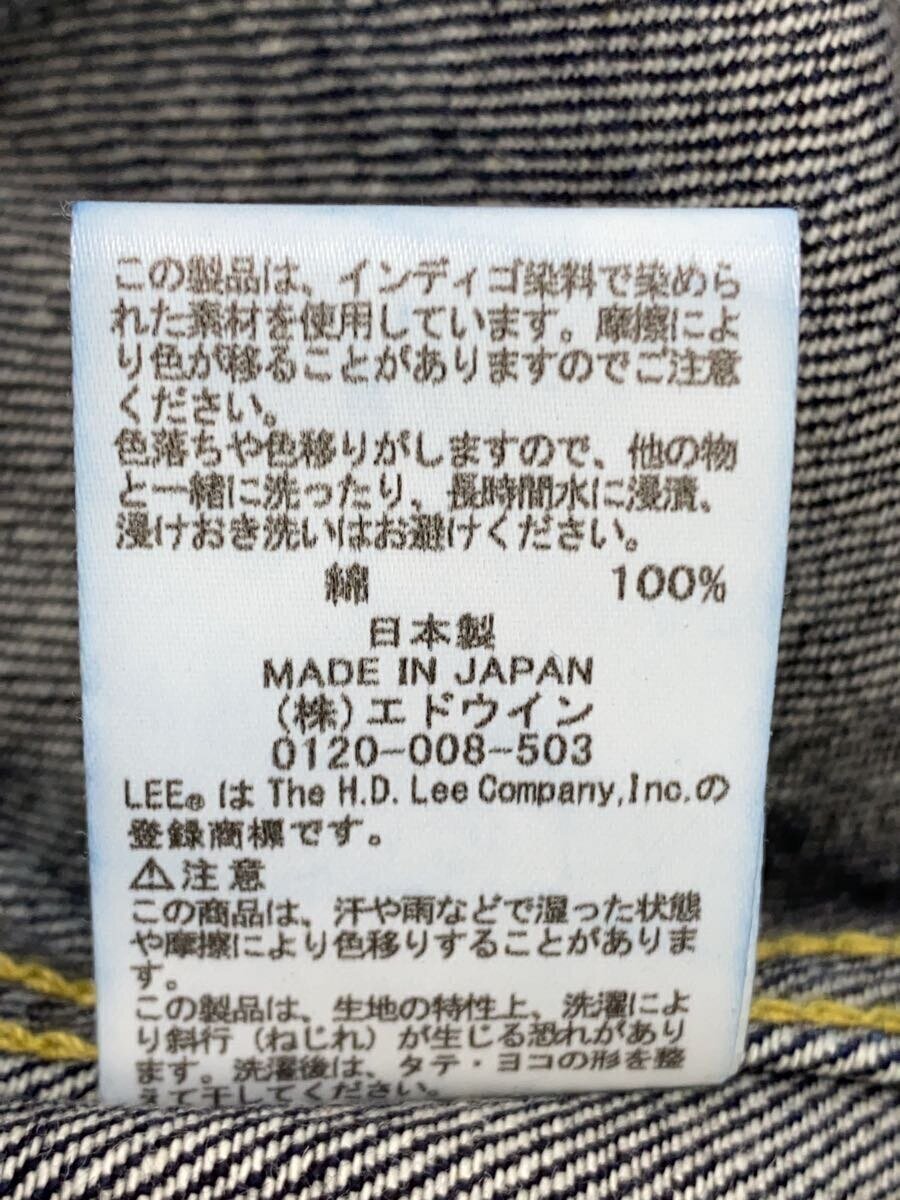 この製品は、インディゴ染料で染めら
れた素材を使用しています。摩擦によ
り色が移ることがありますのでご注意
ください。
色落ちや色移りがしますので、他の物
と一緒に洗ったり、長時間水に浸漬、
浸けおき洗いはお避けください。
綿 100%
日本製
MADE IN JAPAN
(株)エドウイン
0120-008-503
LEE® は The H.D. Lee Company,Inc.の
登録商標です。
⚠注意
この商品は、汗や雨などで湿った状態
や摩擦により色移りすることがありま
す。
この製品は、生地の特性上、洗濯によ
り斜行(ねじれ)が生じる恐れがあり
ます。洗濯後は、タテ・ヨコの形を整
えて干してください。